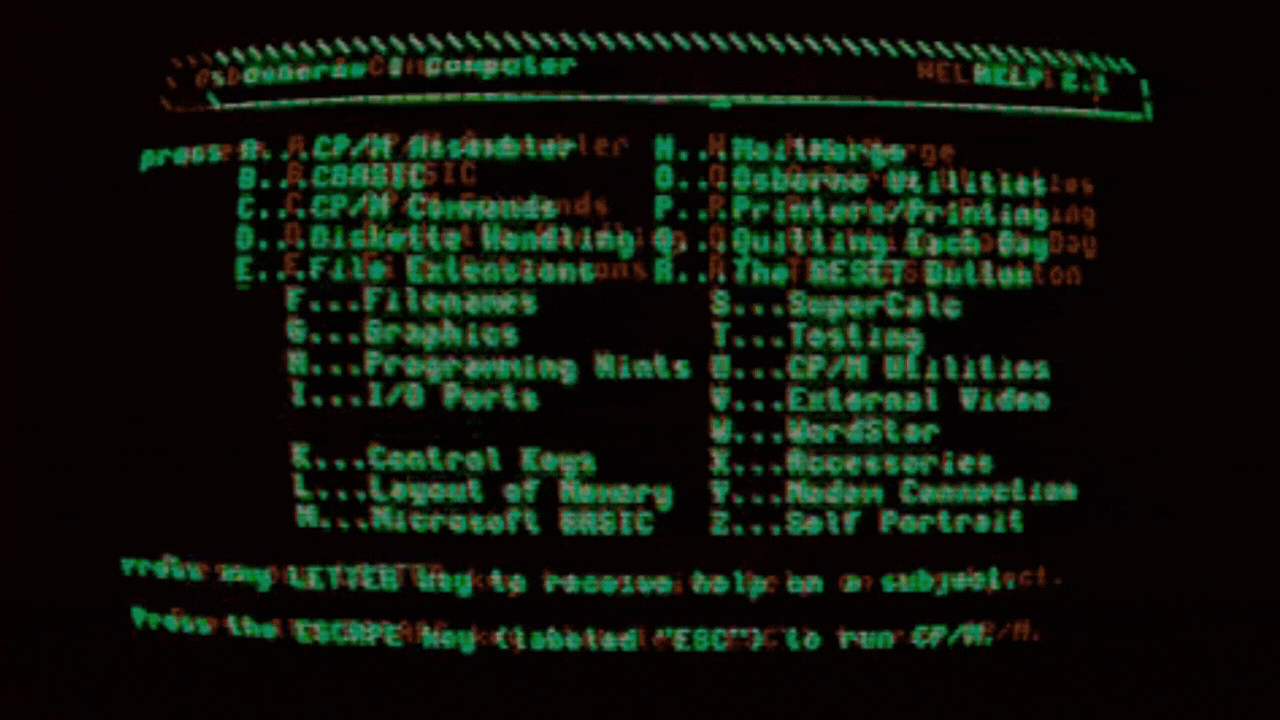 Osborne Computer HELP 2.1
press A...CP/M Assembler N...MailMerge
B...CBASIC O...Osborne Utilities
C...CP/M Commands P...Printers/Printing
D...Diskette Handling Q...Quitting Each Day
E...File Extentions R...The RESET Button
F...Filenames S...SuperCalc
G...Graphics T...Testing
H...Programming Hints U...CP/M Utilities
I...I/O Ports V...External Video
W...WordStar
K...Control Keys X...Accessories
L...Layout of Memory Y...Modem Connection
M...Microsoft BASIC Z...Self Portrait
Press any LETTER key to receive help on a subject.
Press the ESCAPE key (labeled "ESC") to run CP/M.